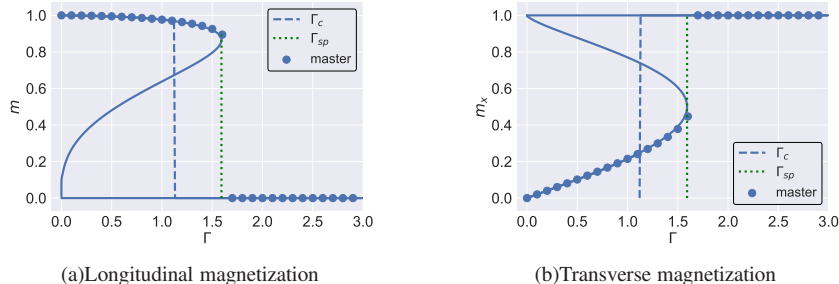 1.0
0.8
0.6
0.4
0.2
0.0
m
0.0 0.5 1.0 1.5 2.0 2.5 3.0
Γ
Γc
Γsp
master
(a)Longitudinal magnetization
1.0
0.8
0.6
0.4
0.2
0.0
mx
0.0 0.5 1.0 1.5 2.0 2.5 3.0
Γ
Γc
Γsp
master
(b)Transverse magnetization